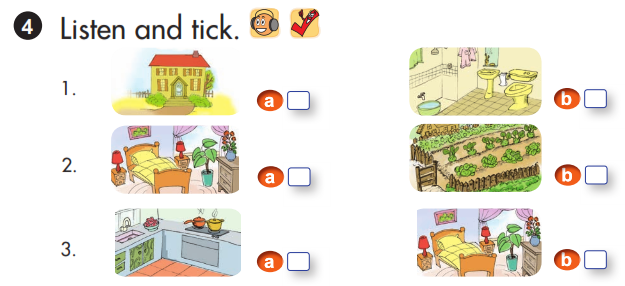 4 Listen and tick.
1. a b
2. a b
3. a b